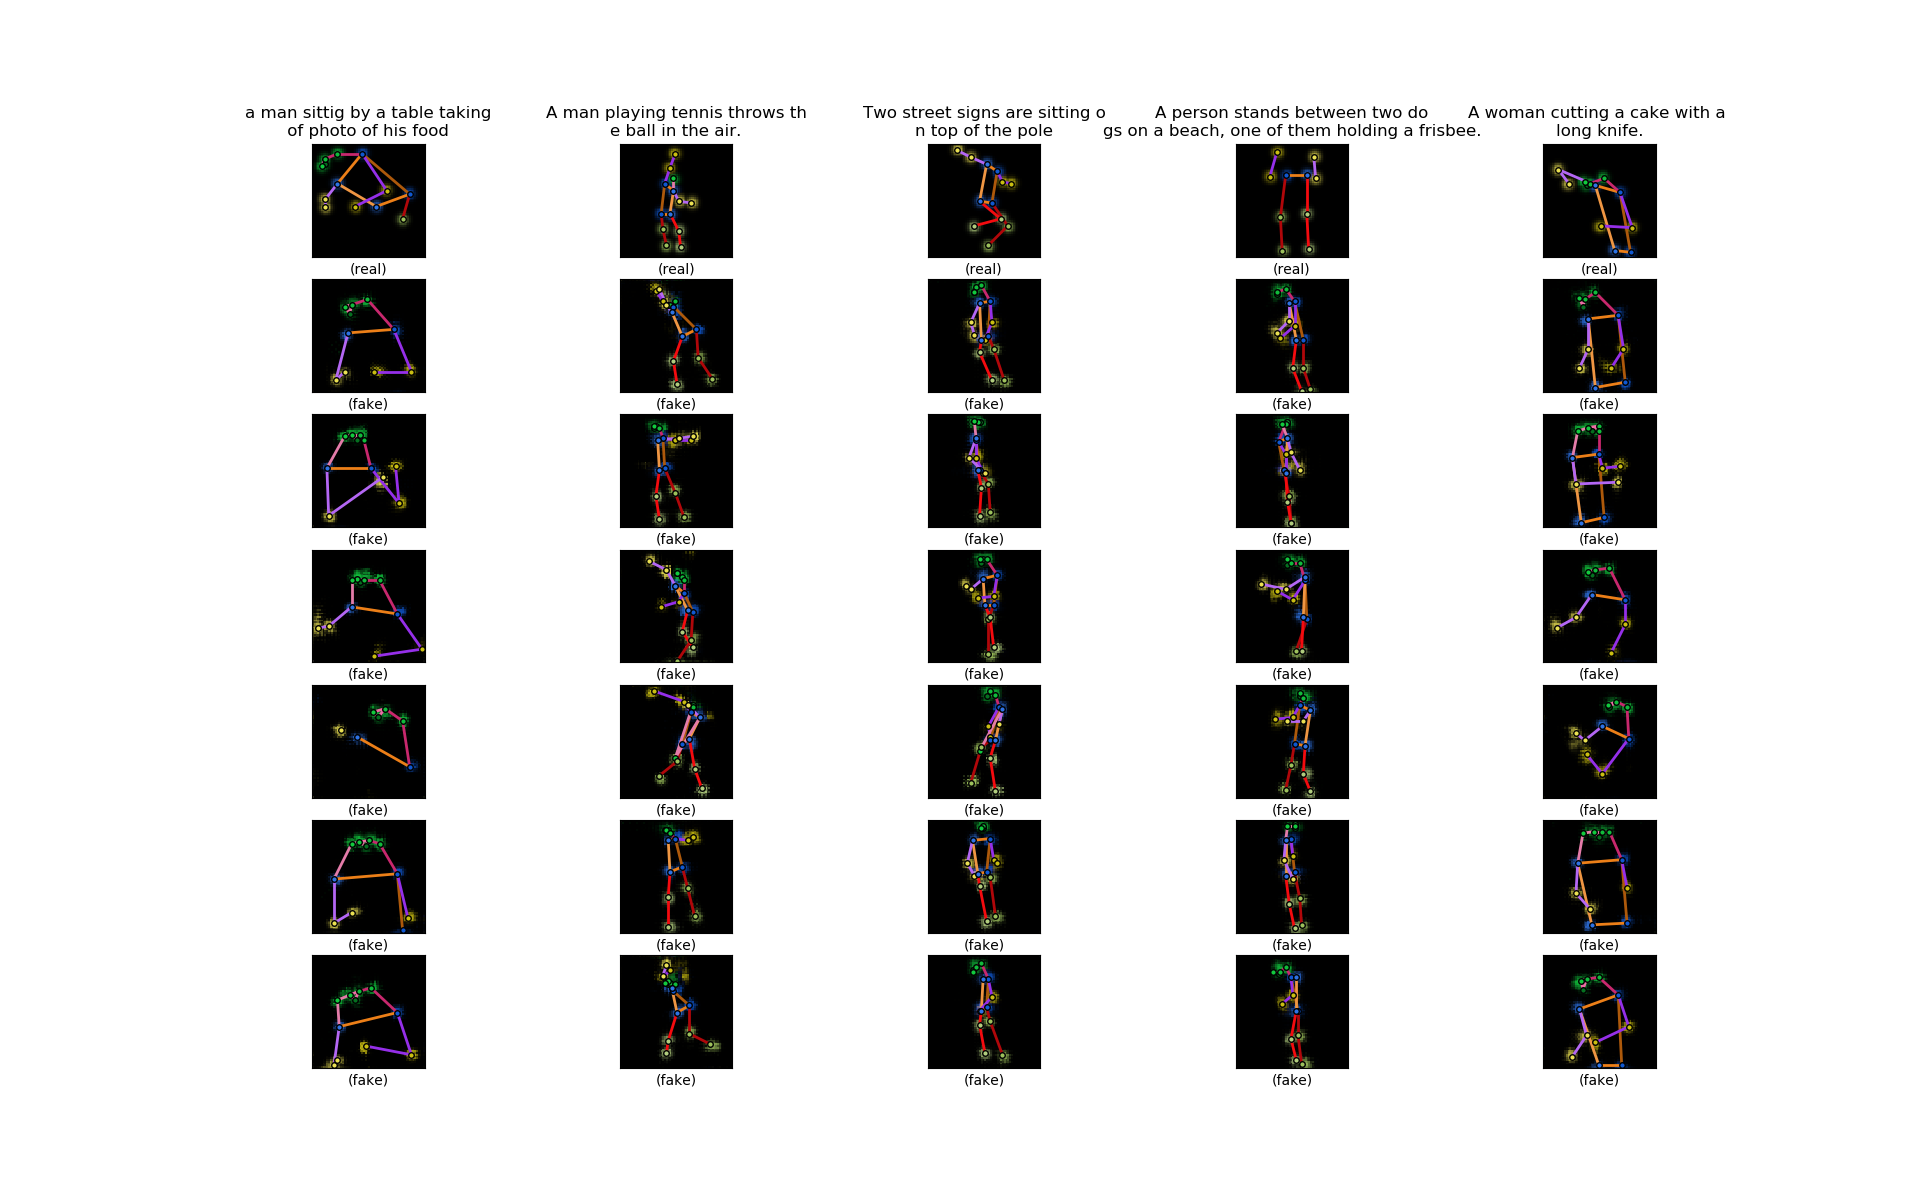 a man sittig by a table taking
of photo of his food
A man playing tennis throws th
e ball in the air.
Two street signs are sitting o
n top of the pole
A person stands between two do
gs on a beach, one of them holding a frisbee.
A woman cutting a cake with a
long knife.
(real) (real) (real) (real) (real)
(fake) (fake) (fake) (fake) (fake)
(fake) (fake) (fake) (fake) (fake)
(fake) (fake) (fake) (fake) (fake)
(fake) (fake) (fake) (fake) (fake)
(fake) (fake) (fake) (fake) (fake)
(fake) (fake) (fake) (fake) (fake)